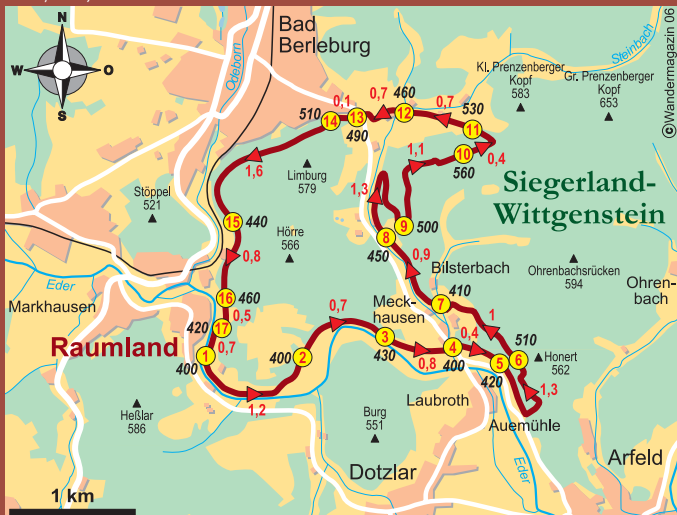 N
W
O
S
Bad
Berleburg
Odeborn
Steinbach
©Wandermagazin 06
Kl. Prenzenberger
Kopf
583
Gr. Prenzenberger
Kopf
653
510
0,1
0,7
460
0,7
530
14
13
12
11
490
10
0,4
560
1,1
1,6
Limburg
579
Siegerland-
Wittgenstein
Stöppel
521
1,3
15
440
9
500
8
450
Hörre
566
0,8
0,9
Bilsterbach
Ohrenbachsrücken
594
Ohren-
bach
Eder
Markhausen
16
460
0,5
17
420
Meck-
hausen
7
410
0,7
1
Raumland
1
0,7
400
400
2
3
430
0,8
4
0,4
400
5
420
6
510
Honert
562
1,2
1,3
Heßlar
586
Burg
551
Laubroth
Auemühle
Eder
Dotzlar
Arfeld
1 km